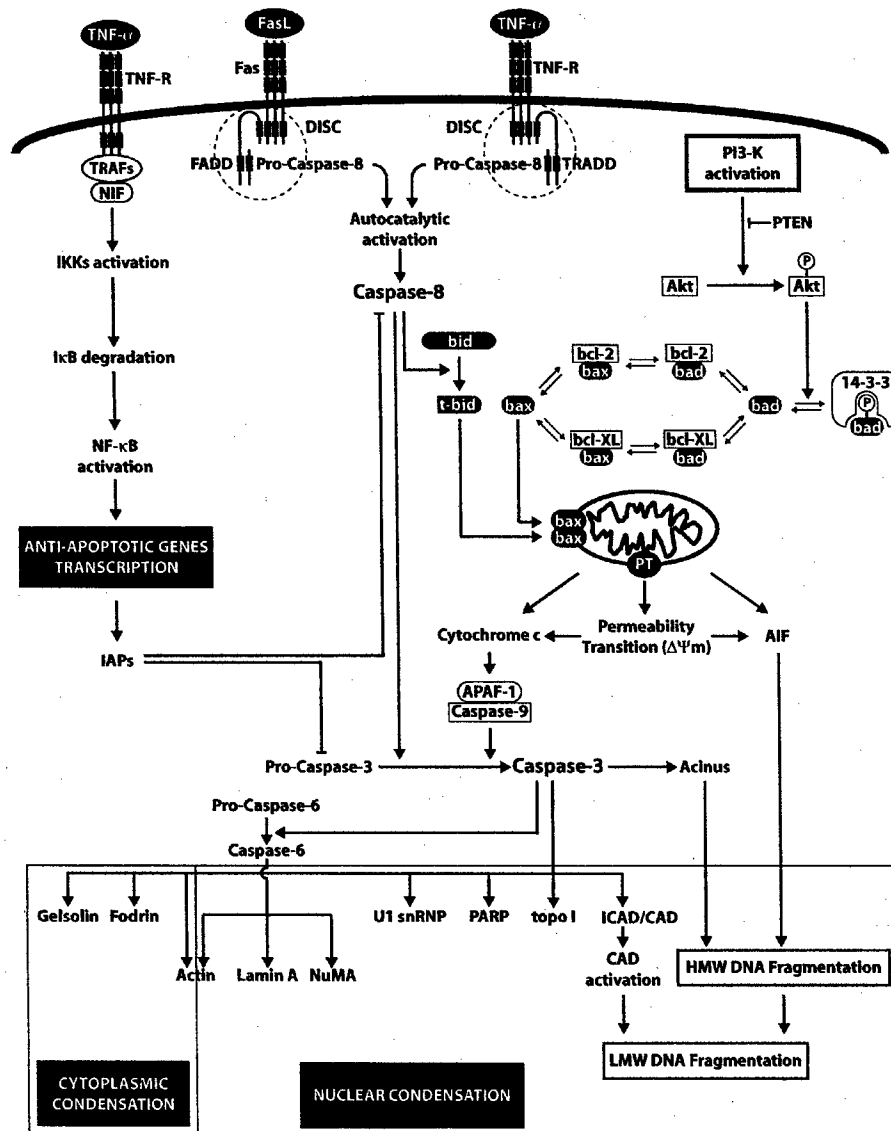 TNF-α
FasL
TNF-α
TNF-R
Fas
TNF-R
DISC
DISC
TRAFs
NIF
FADD
Pro-Caspase-8
Pro-Caspase-8
TRADD
PI3-K
activation
PTEN
Autocatalytic
activation
IKKs activation
P
Akt
Akt
Caspase-8
bid
IκB degradation
bcl-2
bax
bcl-2
bad
14-3-3
P
bad
t-bid
bax
bad
bcl-XL
bax
bcl-XL
bad
NF-κB
activation
bax
bax
PT
ANTI-APOPTOTIC GENES
TRANSCRIPTION
IAPs
Cytochrome c
Permeability
Transition (ΔΨm)
AIF
APAF-1
Caspase-9
Pro-Caspase-3
Caspase-3
Acinus
Pro-Caspase-6
Caspase-6
Gelsolin
Fodrin
U1 snRNP
PARP
topo I
ICAD/CAD
Actin
Lamin A
NuMA
CAD
activation
HMW DNA Fragmentation
LMW DNA Fragmentation
CYTOPLASMIC
CONDENSATION
NUCLEAR CONDENSATION